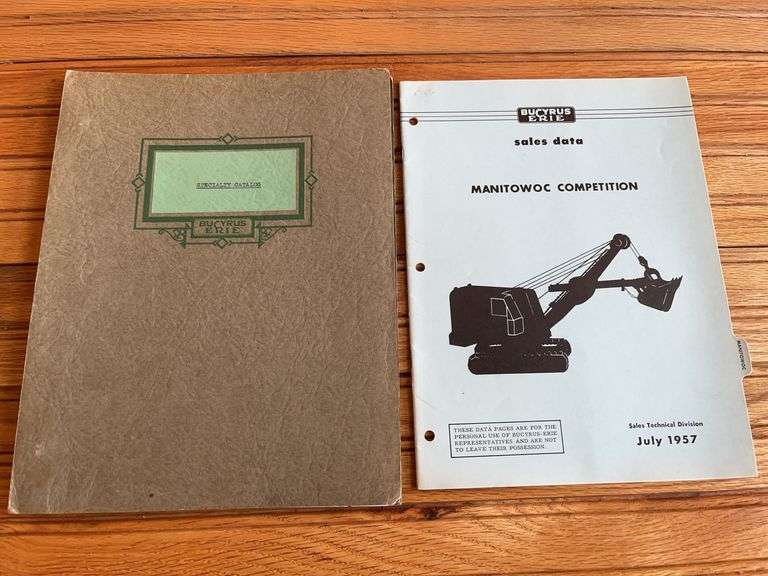 SPECIALTY CATALOG
BUCYRUS
ERIE
BUCYRUS
ERIE
sales data
MANITOWOC COMPETITION
MANITOWOC
THESE DATA PAGES ARE FOR THE
PERSONAL USE OF BUCYRUS-ERIE
REPRESENTATIVES AND ARE NOT
TO LEAVE THEIR POSSESSION.
Sales Technical Division
July 1957